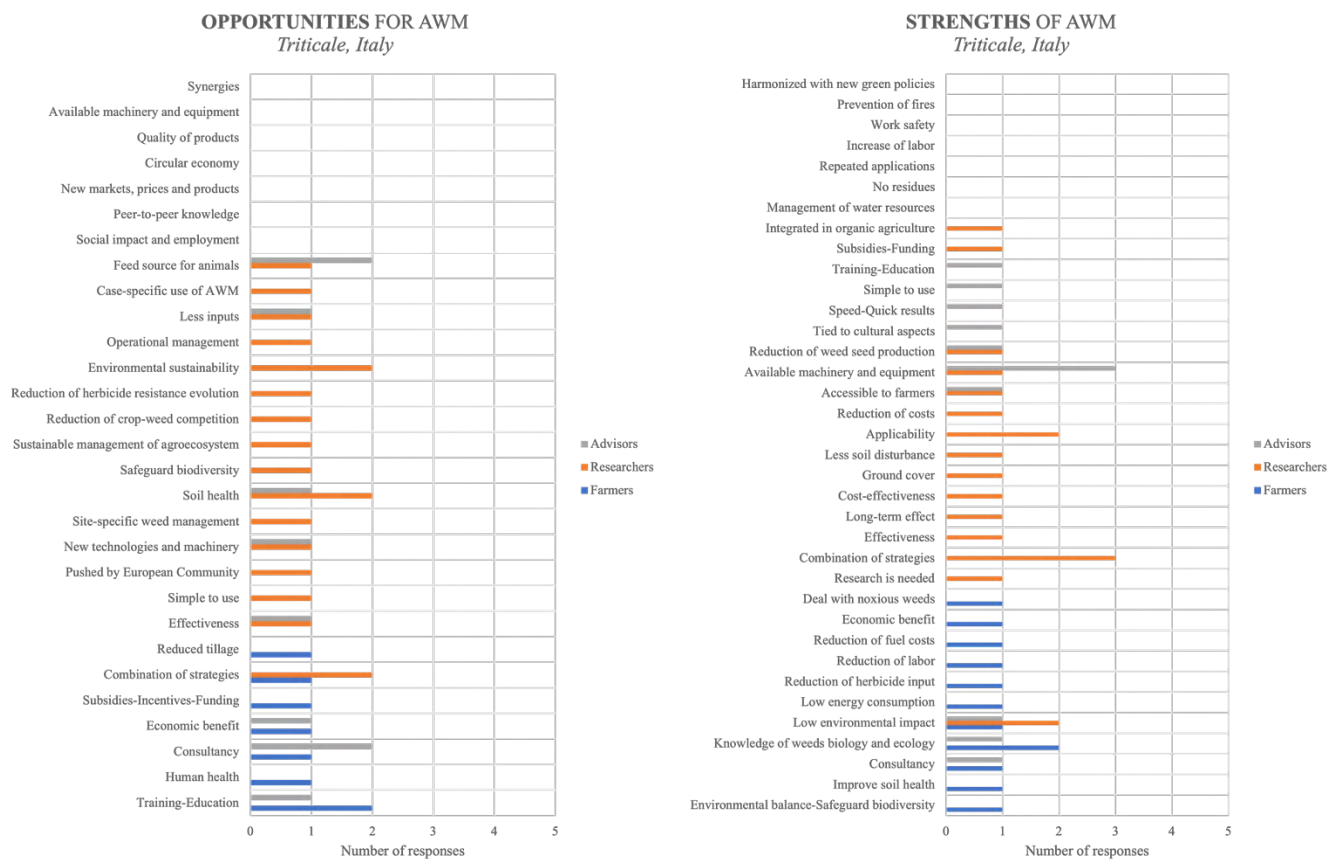 OPPORTUNITIES FOR AWM
Triticale, Italy
Synergies
Available machinery and equipment
Quality of products
Circular economy
New markets, prices and products
Peer-to-peer knowledge
Social impact and employment
Feed source for animals
Case-specific use of AWM
Less inputs
Operational management
Environmental sustainability
Reduction of herbicide resistance evolution
Reduction of crop-weed competition
Sustainable management of agroecosystem
Safeguard biodiversity
Soil health
Site-specific weed management
New technologies and machinery
Pushed by European Community
Simple to use
Effectiveness
Reduced tillage
Combination of strategies
Subsidies-Incentives-Funding
Economic benefit
Consultancy
Human health
Training-Education
0 1 2 3 4 5
Number of responses
Advisors
Researchers
Farmers
STRENGTHS OF AWM
Triticale, Italy
Harmonized with new green policies
Prevention of fires
Work safety
Increase of labor
Repeated applications
No residues
Management of water resources
Integrated in organic agriculture
Subsidies-Funding
Training-Education
Simple to use
Speed-Quick results
Tied to cultural aspects
Reduction of weed seed production
Available machinery and equipment
Accessible to farmers
Reduction of costs
Applicability
Less soil disturbance
Ground cover
Cost-effectiveness
Long-term effect
Effectiveness
Combination of strategies
Research is needed
Deal with noxious weeds
Economic benefit
Reduction of fuel costs
Reduction of labor
Reduction of herbicide input
Low energy consumption
Low environmental impact
Knowledge of weeds biology and ecology
Consultancy
Improve soil health
Environmental balance-Safeguard biodiversity
0 1 2 3 4 5
Number of responses
Advisors
Researchers
Farmers